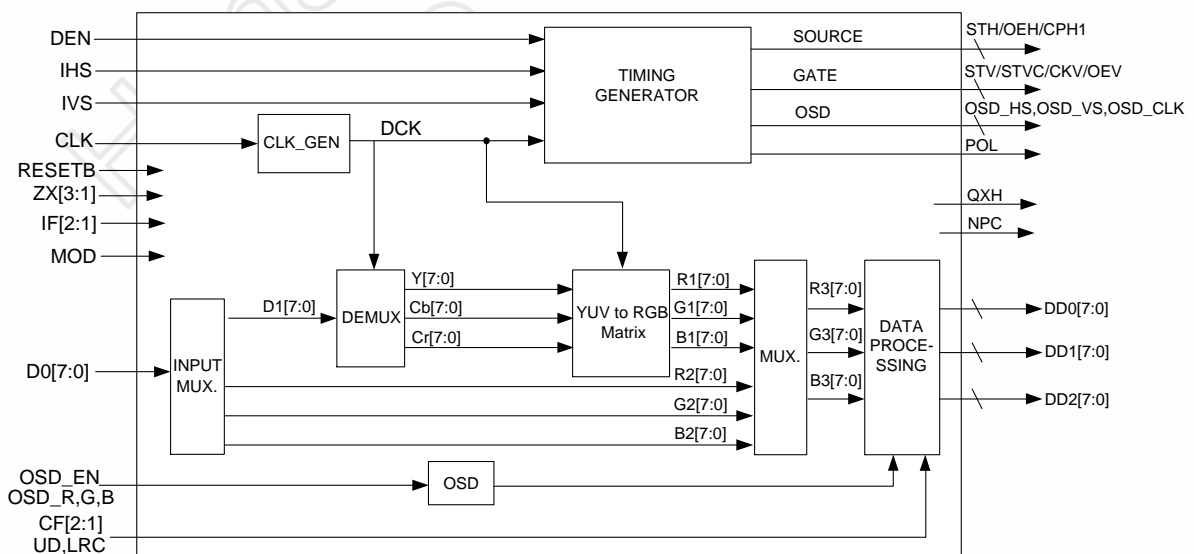 DEN
IHS
IVS
CLK
RESETB
ZX[3:1]
IF[2:1]
MOD
D0[7:0]
OSD_EN
OSD_R,G,B
CF[2:1]
UD,LRC
CLK_GEN
DCK
TIMING
GENERATOR
SOURCE
GATE
OSD
STH/OEH/CPH1
STV/STVC/CKV/OEV
OSD_HS,OSD_VS,OSD_CLK
POL
QXH
NPC
INPUT
MUX.
D1[7:0]
DEMUX
Y[7:0]
Cb[7:0]
Cr[7:0]
YUV to RGB
Matrix
R1[7:0]
G1[7:0]
B1[7:0]
R2[7:0]
G2[7:0]
B2[7:0]
MUX.
R3[7:0]
G3[7:0]
B3[7:0]
DATA
PROCE-
SSING
DD0[7:0]
DD1[7:0]
DD2[7:0]
OSD